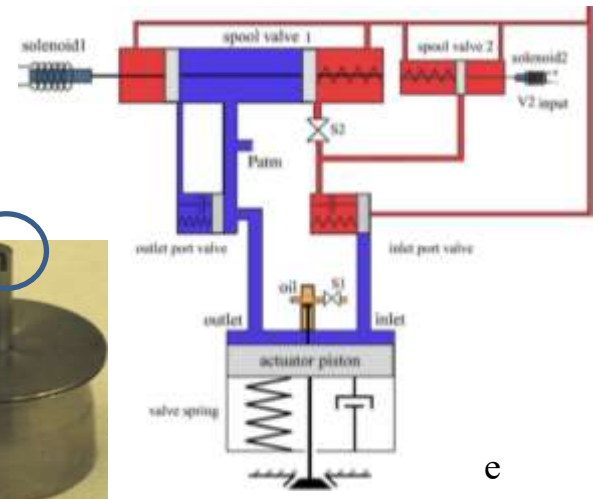 spool valve 1
solenoid1
spool valve 2
solenoid2
V2 input
S2
Patm
outlet port valve
inlet port valve
oil
S1
outlet
inlet
actuator piston
valve spring
e